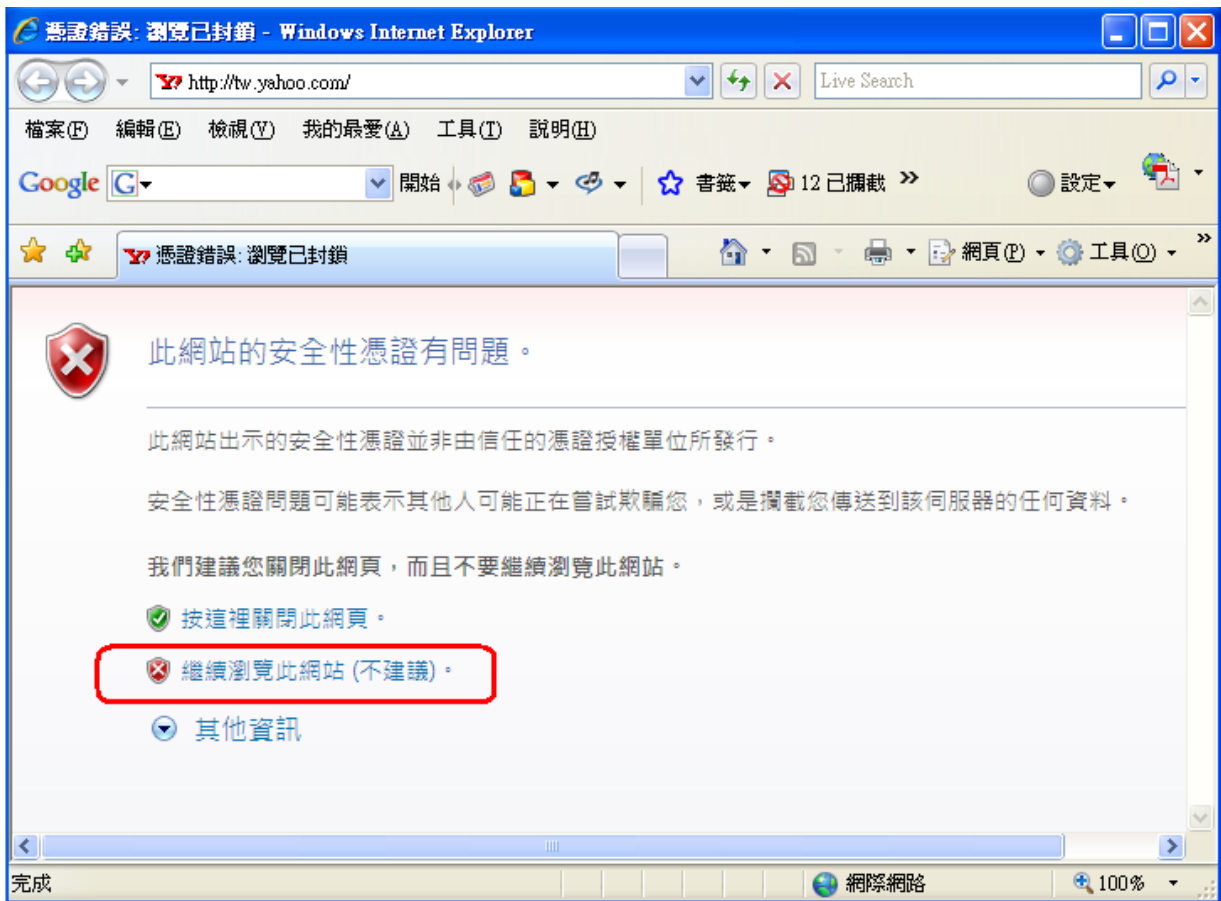 憑證錯誤: 瀏覽已封鎖 - Windows Internet Explorer
http://tw.yahoo.com/
Live Search
檔案(F) 編輯(E) 檢視(V) 我的最愛(A) 工具(T) 說明(H)
Google G 開始 書籤 12 已攔截 » 設定
憑證錯誤: 瀏覽已封鎖 網頁(P) 工具(O) »
此網站的安全性憑證有問題。
此網站出示的安全性憑證並非由信任的憑證授權單位所發行。
安全性憑證問題可能表示其他人可能正在嘗試欺騙您，或是攔截您傳送到該伺服器的任何資料。
我們建議您關閉此網頁，而且不要繼續瀏覽此網站。
按這裡關閉此網頁。
繼續瀏覽此網站 (不建議)。
其他資訊
完成 網際網路 100%